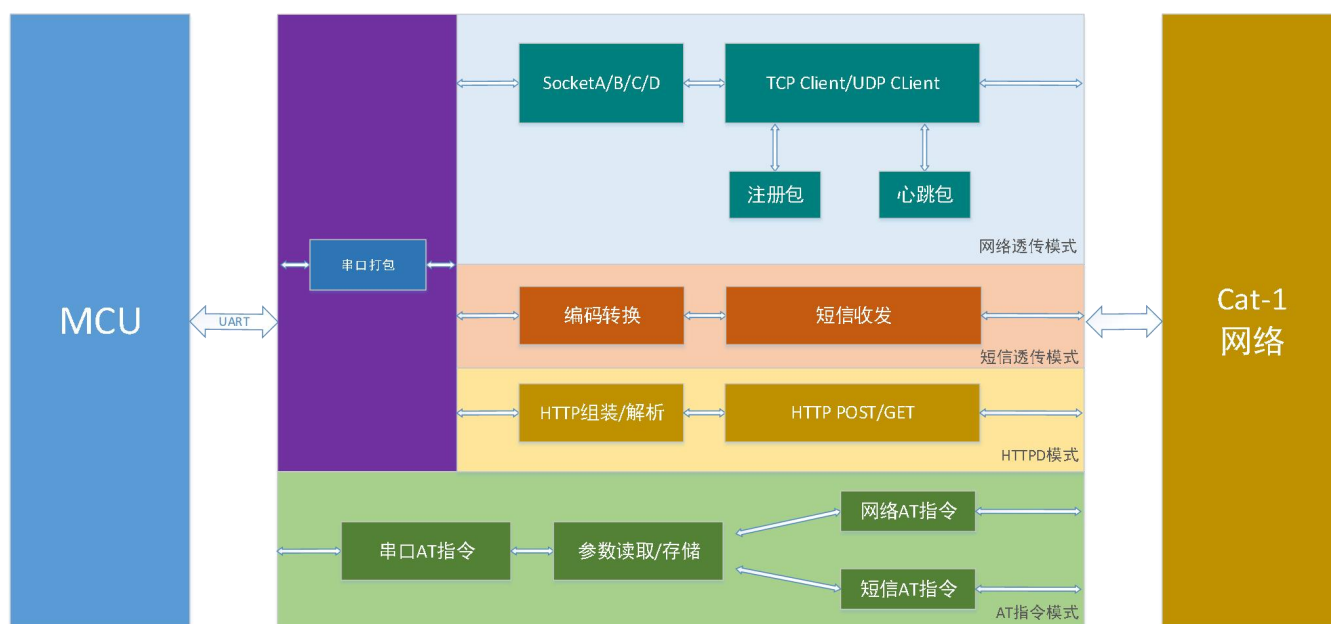 MCU
UART
串口打包
SocketA/B/C/D
TCP Client/UDP CLient
注册包
心跳包
网络透传模式
编码转换
短信收发
短信透传模式
HTTP组装/解析
HTTP POST/GET
HTTPD模式
串口AT指令
参数读取/存储
网络AT指令
短信AT指令
AT指令模式
Cat-1
网络